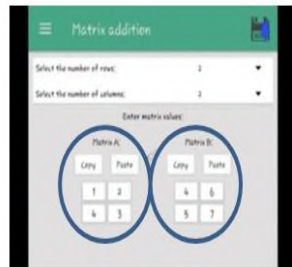 Matrix addition
Select the number of rows: 2
Select the number of columns: 2
Enter matrix values:
Matrix A: Matrix B:
Copy Paste Copy Paste
1 2 4 6
4 3 5 7